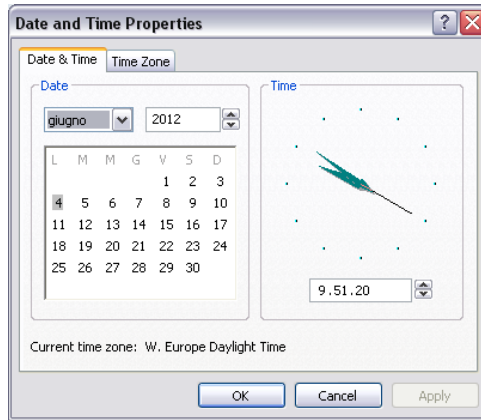 Date and Time Properties
Date & Time Time Zone
Date
Time
giugno 2012
L M M G V S D
1 2 3
4 5 6 7 8 9 10
11 12 13 14 15 16 17
18 19 20 21 22 23 24
25 26 27 28 29 30
9.51.20
Current time zone: W. Europe Daylight Time
OK Cancel Apply